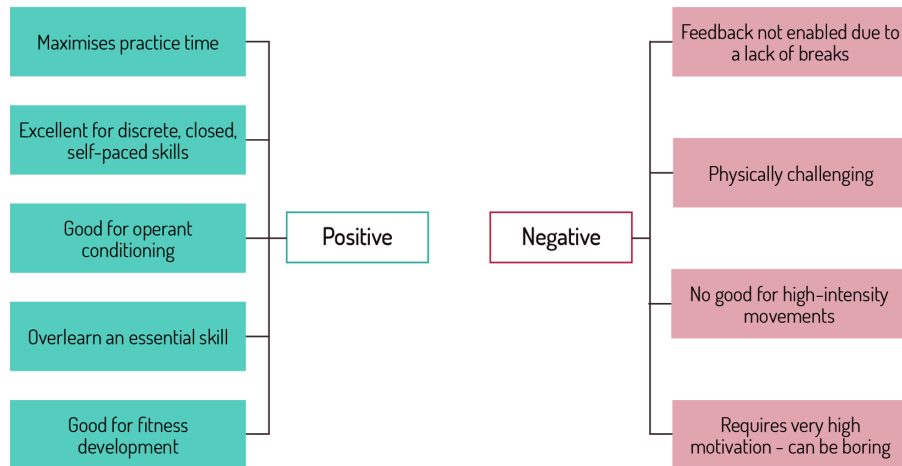 Maximises practice time
Excellent for discrete, closed,
self-paced skills
Good for operant
conditioning
Overlearn an essential skill
Good for fitness
development
Positive
Negative
Feedback not enabled due to
a lack of breaks
Physically challenging
No good for high-intensity
movements
Requires very high
motivation - can be boring